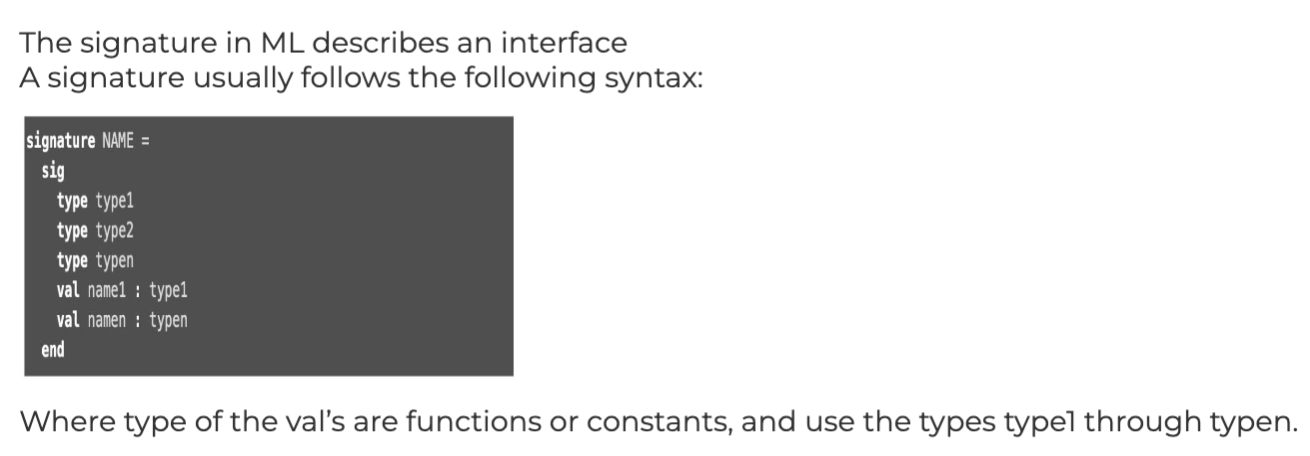 The signature in ML describes an interface
A signature usually follows the following syntax:
signature NAME =
sig
type type1
type type2
type typen
val name1 : type1
val namen : typen
end
Where type of the val’s are functions or constants, and use the types type1 through typen.